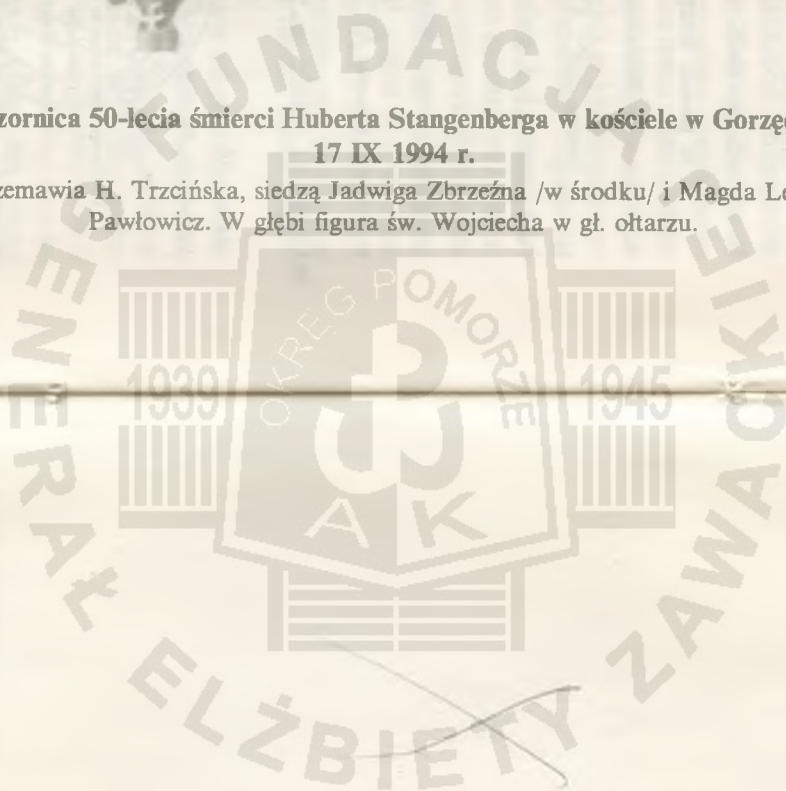 zornica 50-lecia śmierci Huberta Stangenberga w kościele w Gorzę
17 IX 1994 r.
zemawia H. Trzcińska, siedzą Jadwiga Zbrzeźna /w środku/ i Magda Le
Pawłowicz. W głębi figura św. Wojciecha w gł. ołtarzu.
FUNDACJA
GENERAŁ ELŻBIETY ZAWACKIEJ
OKRĘG POMORZE
1939 1945
AK